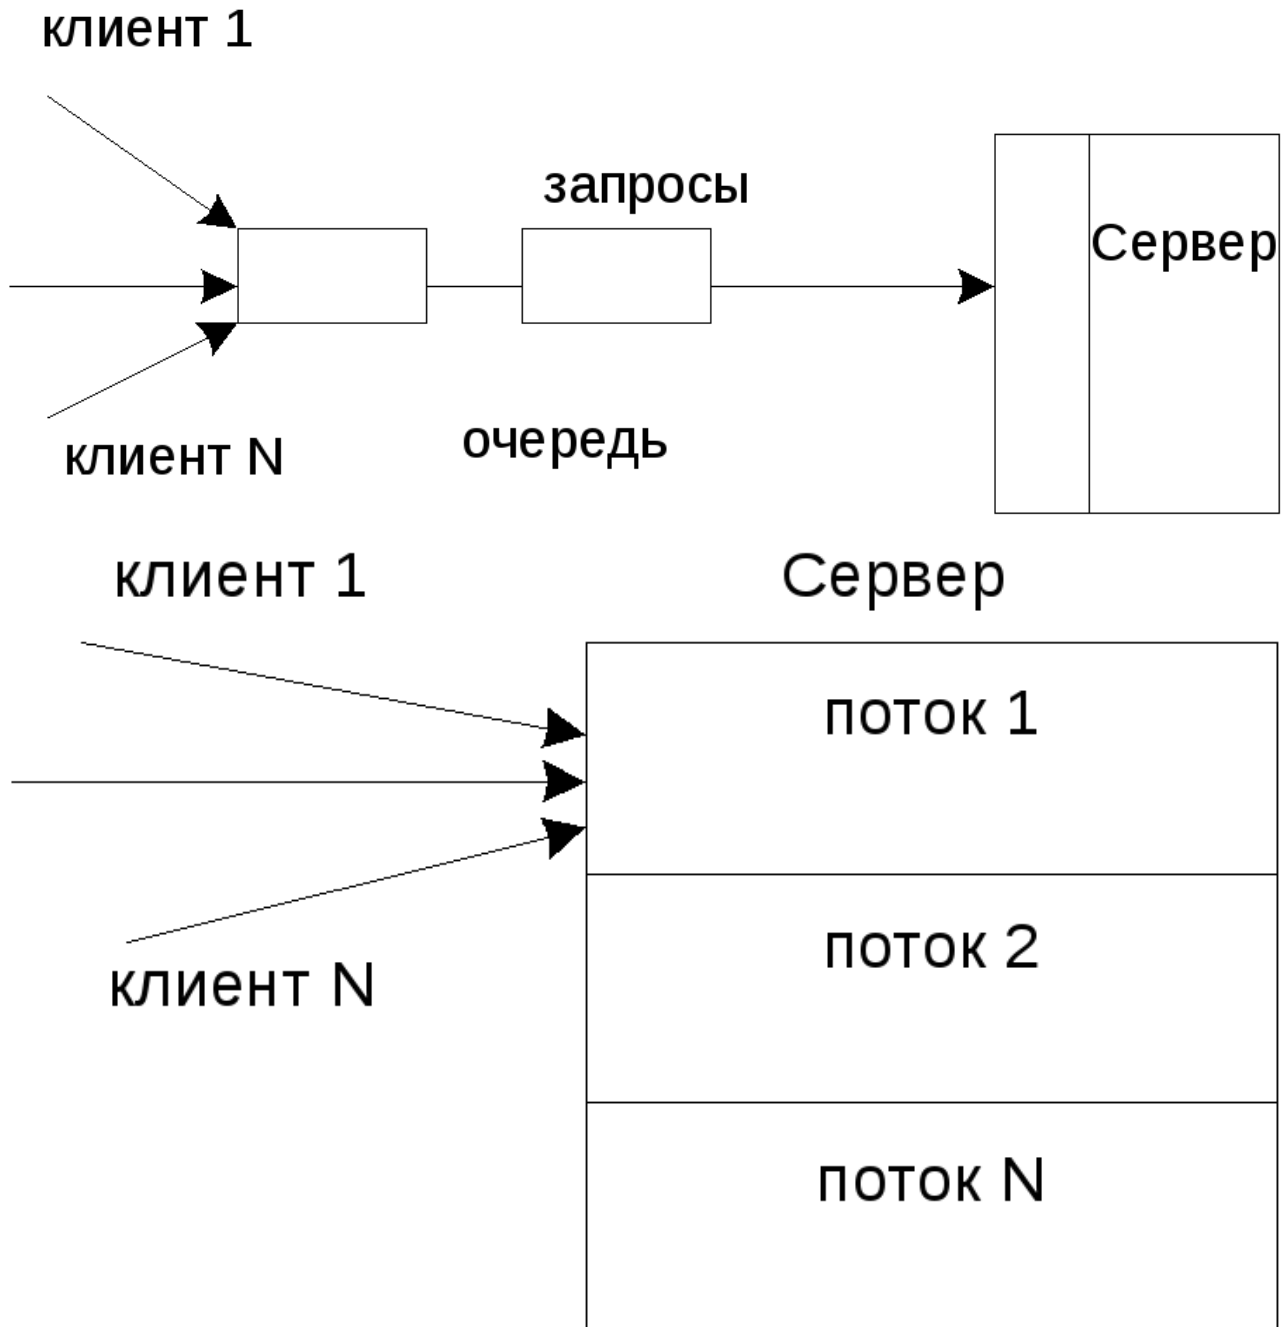 клиент 1
запросы
Сервер
клиент N
очередь
клиент 1
Сервер
поток 1
поток 2
клиент N
поток N